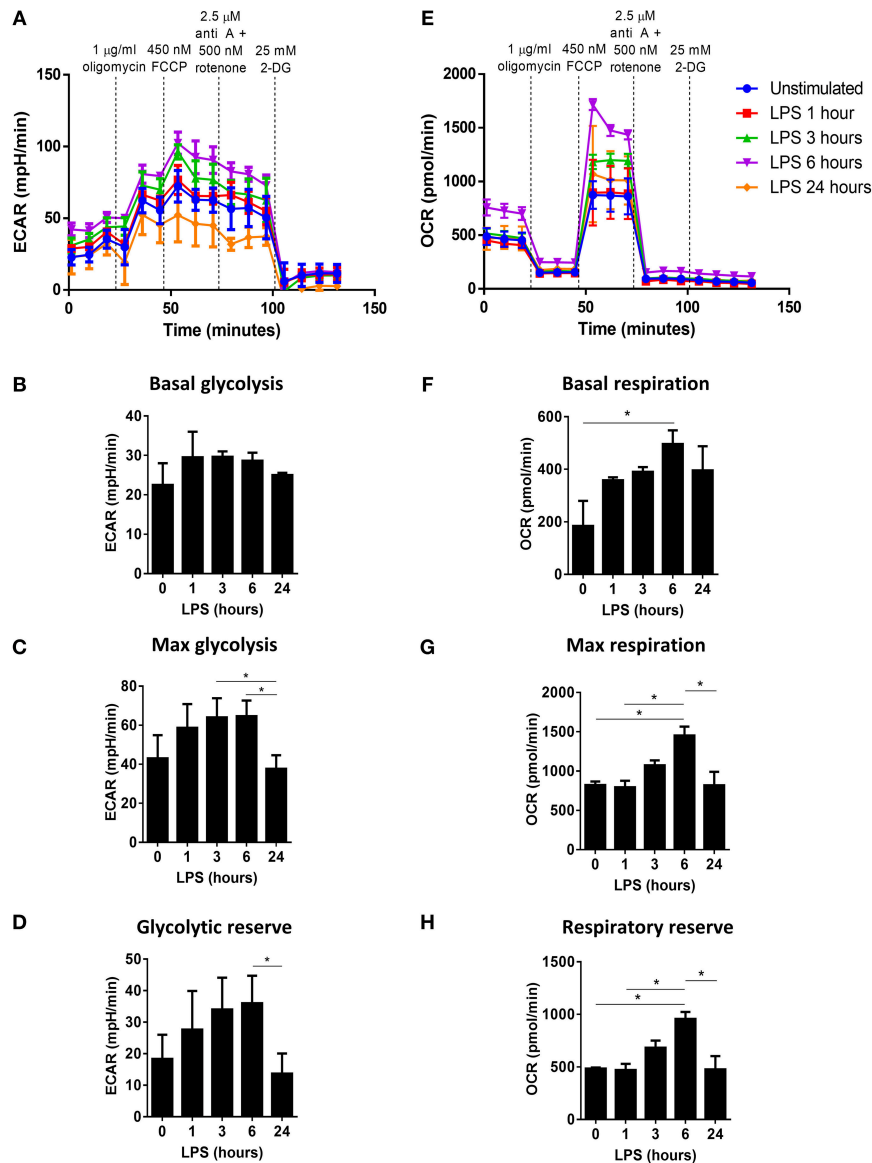 A
1 µg/ml
oligomycin
450 nM
FCCP
2.5 µM
anti A +
500 nM
rotenone
25 mM
2-DG
150
100
50
0
ECAR (mpH/min)
0 50 100 150
Time (minutes)
E
1 µg/ml
oligomycin
450 nM
FCCP
2.5 µM
anti A +
500 nM
rotenone
25 mM
2-DG
2000
1500
1000
500
0
OCR (pmol/min)
0 50 100 150
Time (minutes)
Unstimulated
LPS 1 hour
LPS 3 hours
LPS 6 hours
LPS 24 hours
B
Basal glycolysis
40
30
20
10
0
ECAR (mpH/min)
0 1 3 6 24
LPS (hours)
F
Basal respiration
*
600
400
200
0
OCR (pmol/min)
0 1 3 6 24
LPS (hours)
C
Max glycolysis
*
*
80
60
40
20
0
ECAR (mpH/min)
0 1 3 6 24
LPS (hours)
G
Max respiration
*
*
*
2000
1500
1000
500
0
OCR (pmol/min)
0 1 3 6 24
LPS (hours)
D
Glycolytic reserve
*
50
40
30
20
10
0
ECAR (mpH/min)
0 1 3 6 24
LPS (hours)
H
Respiratory reserve
*
*
*
1500
1000
500
0
OCR (pmol/min)
0 1 3 6 24
LPS (hours)